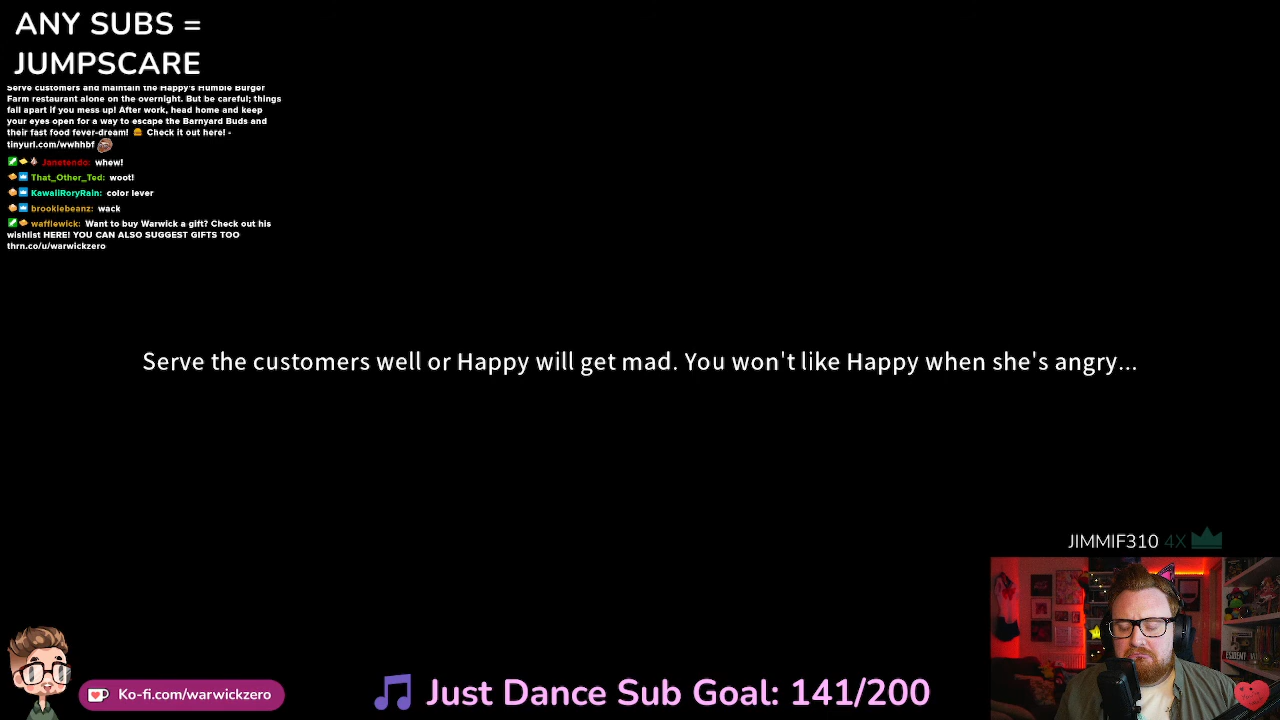 ANY SUBS =
JUMPSCARE
Serve customers and maintain the Happy's Humble Burger
Farm restaurant alone on the overnight. But be careful; things
fall apart if you mess up! After work, head home and keep
your eyes open for a way to escape the Barnyard Buds and
their fast food fever-dream! 🍔 Check it out here! -
tinyurl.com/wwhhbf
Janetendo: whew!
That_Other_Ted: woot!
KawaiiRoryRain: color lever
brookiebeanz: wack
wafflewick: Want to buy Warwick a gift? Check out his
wishlist HERE! YOU CAN ALSO SUGGEST GIFTS TOO
thrn.co/u/warwickzero
Serve the customers well or Happy will get mad. You won't like Happy when she's angry...
JIMMIF310 4X
Ko-fi.com/warwickzero
Just Dance Sub Goal: 141/200